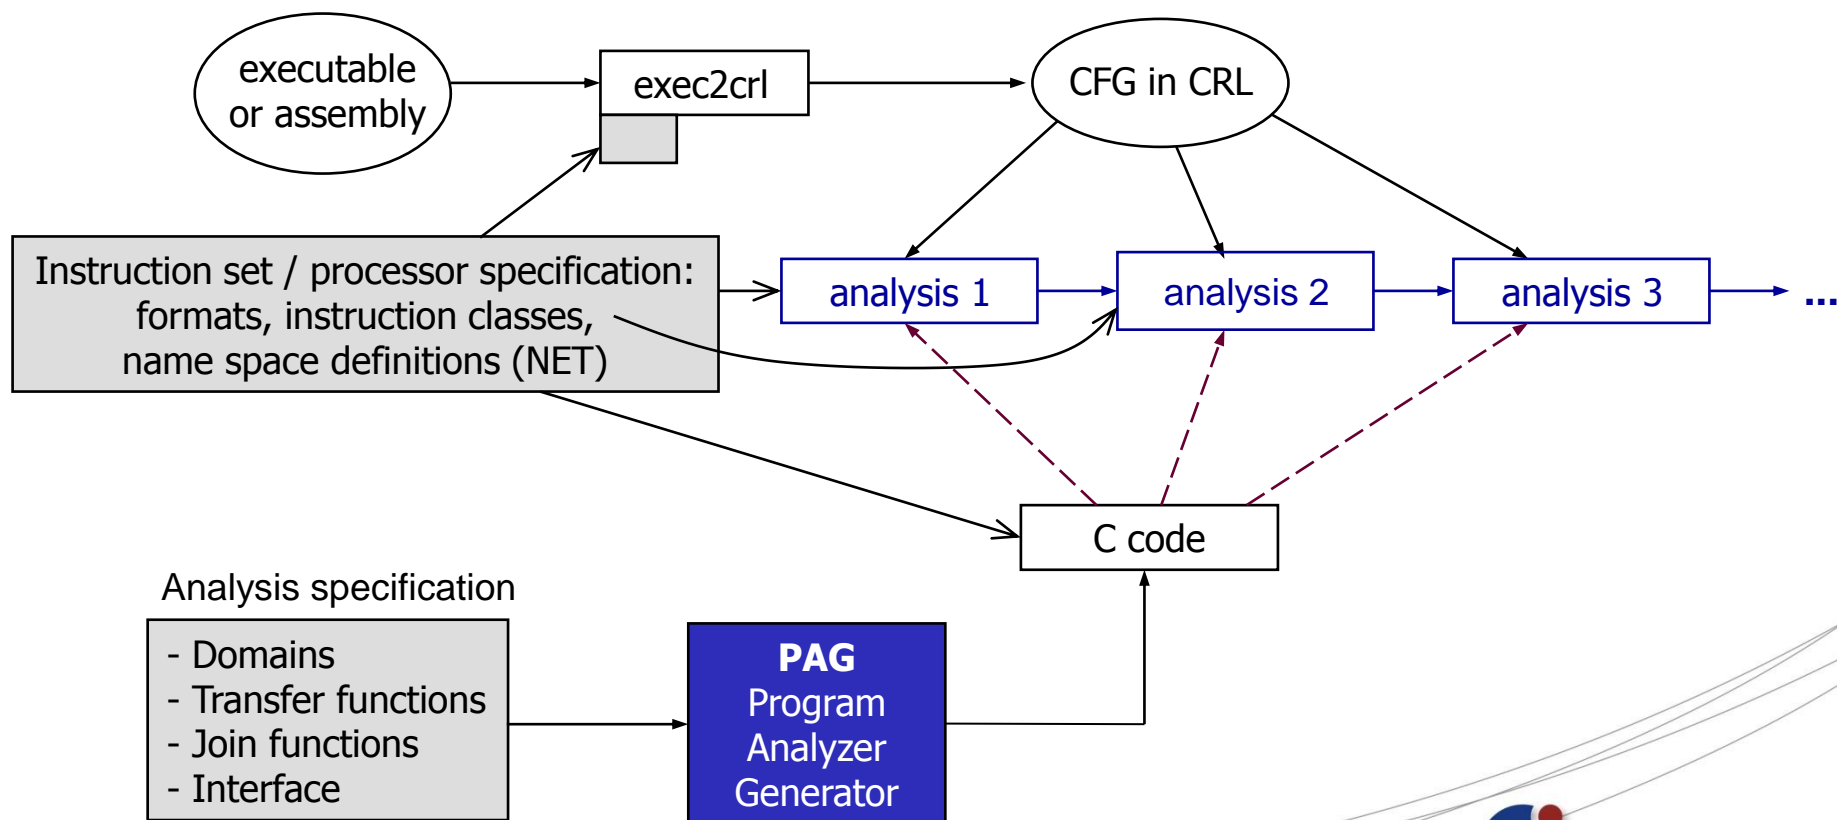 executable
or assembly
exec2crl
CFG in CRL
Instruction set / processor specification:
formats, instruction classes,
name space definitions (NET)
analysis 1
analysis 2
analysis 3
...
C code
Analysis specification
- Domains
- Transfer functions
- Join functions
- Interface
PAG
Program
Analyzer
Generator